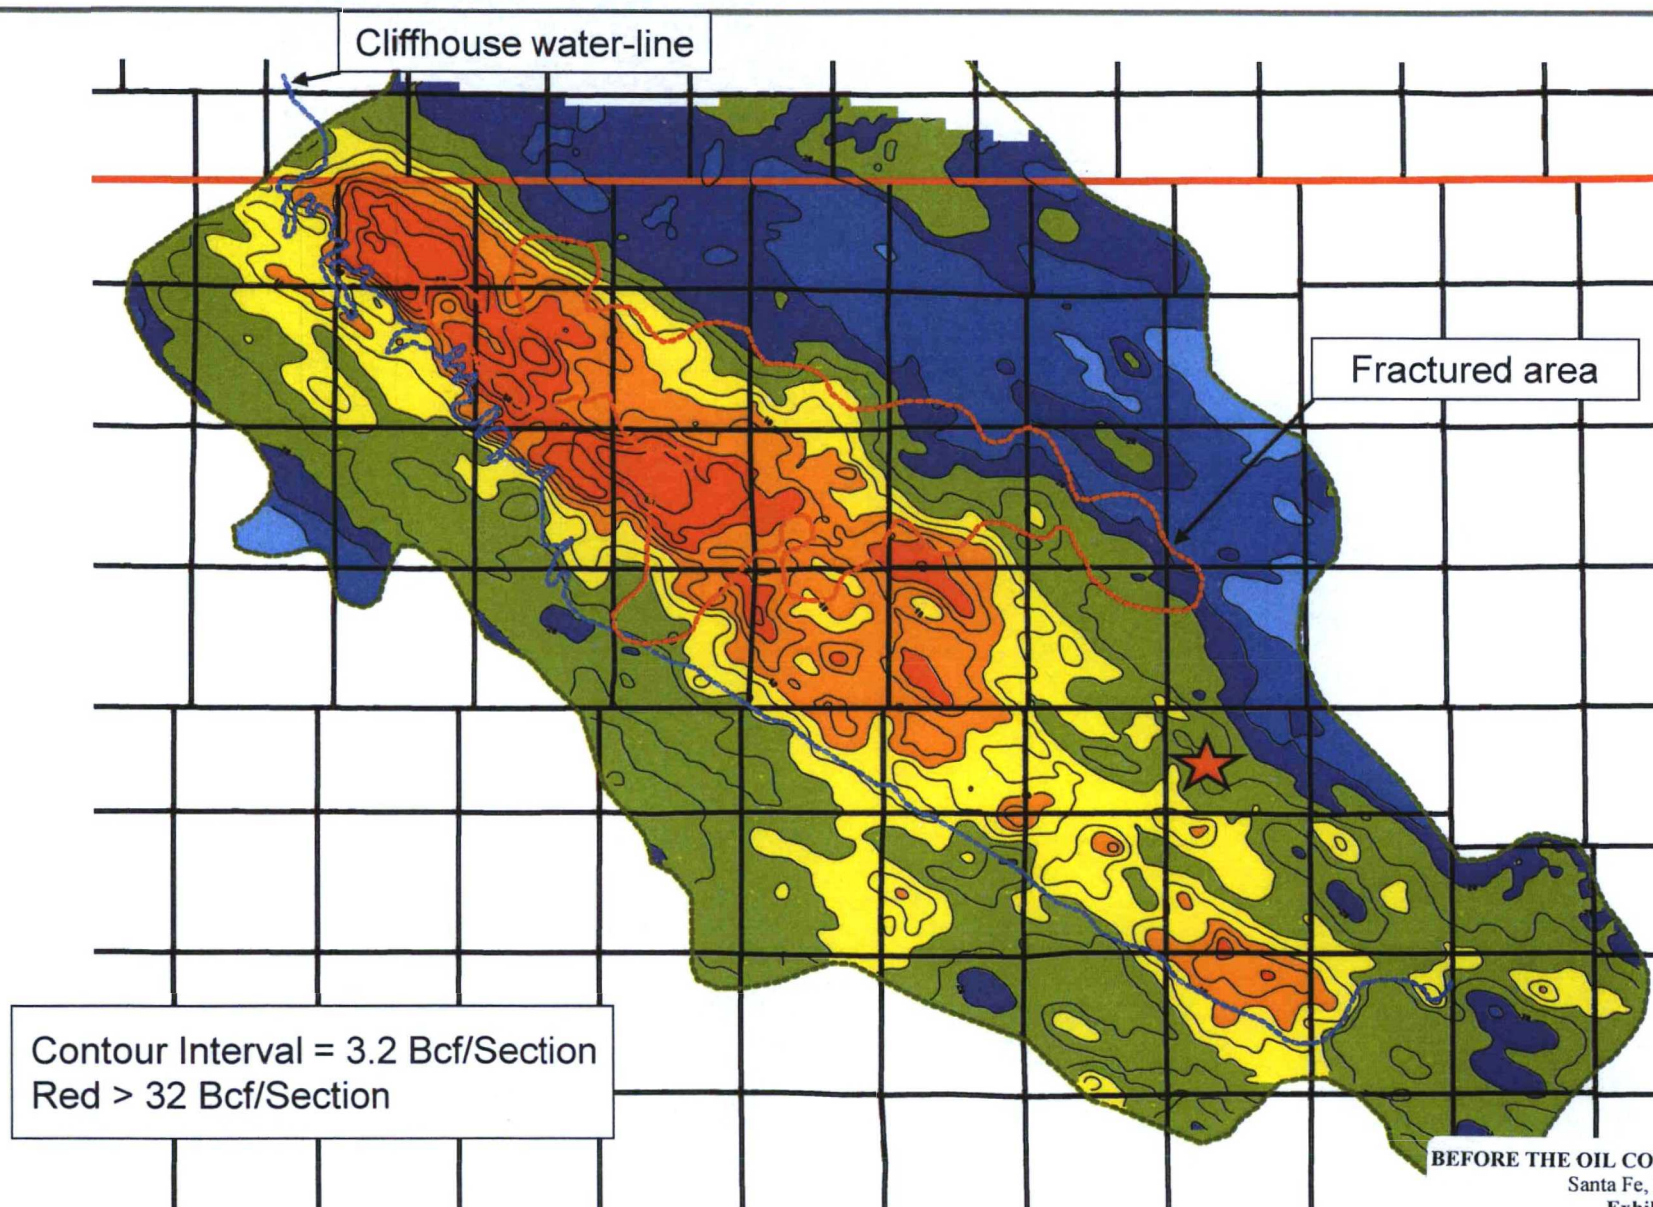 Cliffhouse water-line
Fractured area
Contour Interval = 3.2 Bcf/Section
Red > 32 Bcf/Section
BEFORE THE OIL CO
Santa Fe,